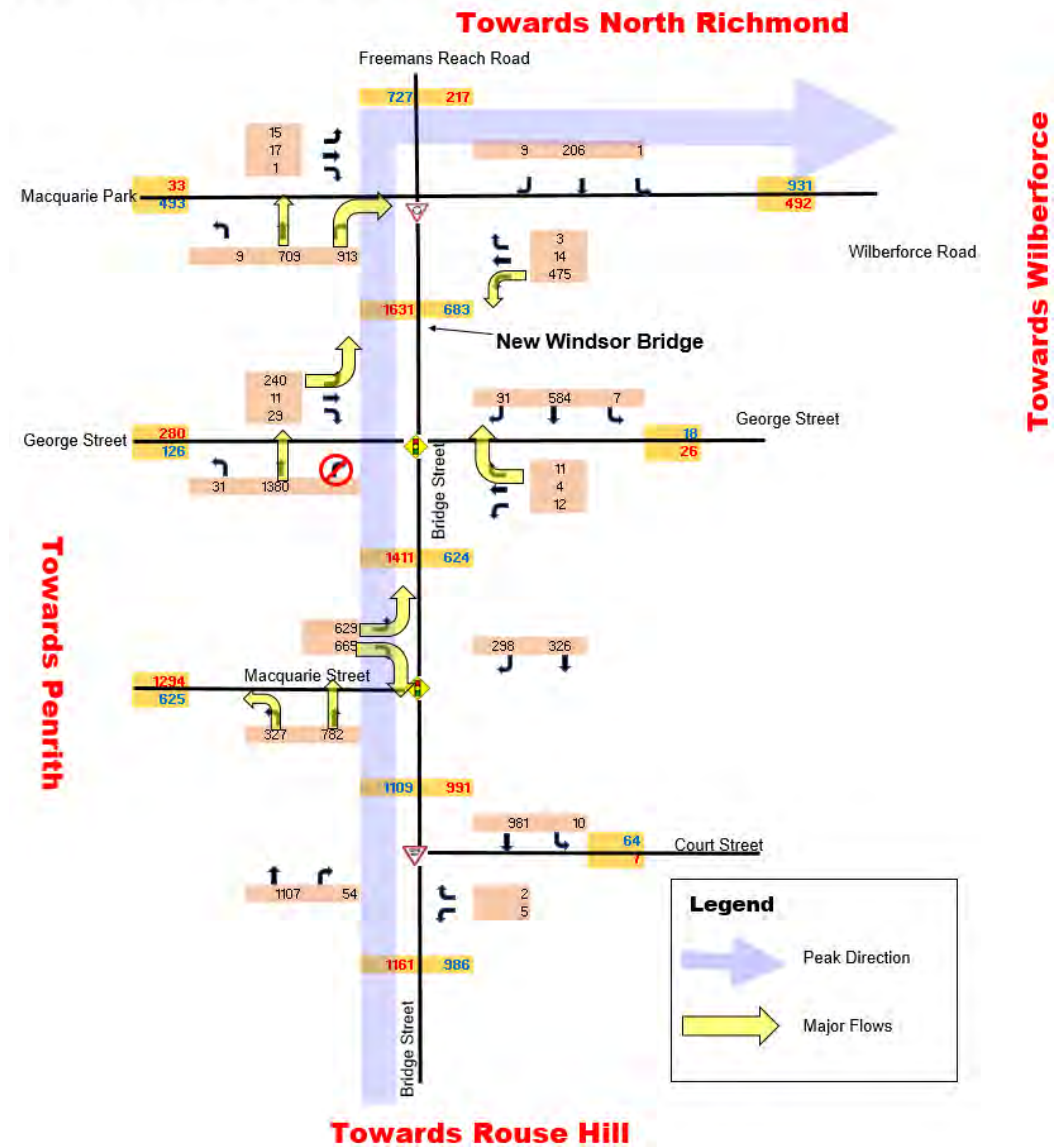 Towards North Richmond
Freemans Reach Road
727 217
15
17
1
9 206 1
Macquarie Park
33
493
931
492
9 709 913
3
14
475
Wilberforce Road
Towards Wilberforce
1631 683
New Windsor Bridge
240
11
29
31 584 7
George Street
280
126
George Street
18
26
31 1380
11
4
12
Bridge Street
1411 624
Towards Penrith
629
665
298 326
Macquarie Street
1294
625
327 782
1109 991
981 10
64
7
Court Street
1107 54
2
5
Legend
Peak Direction
Major Flows
1161 986
Bridge Street
Towards Rouse Hill